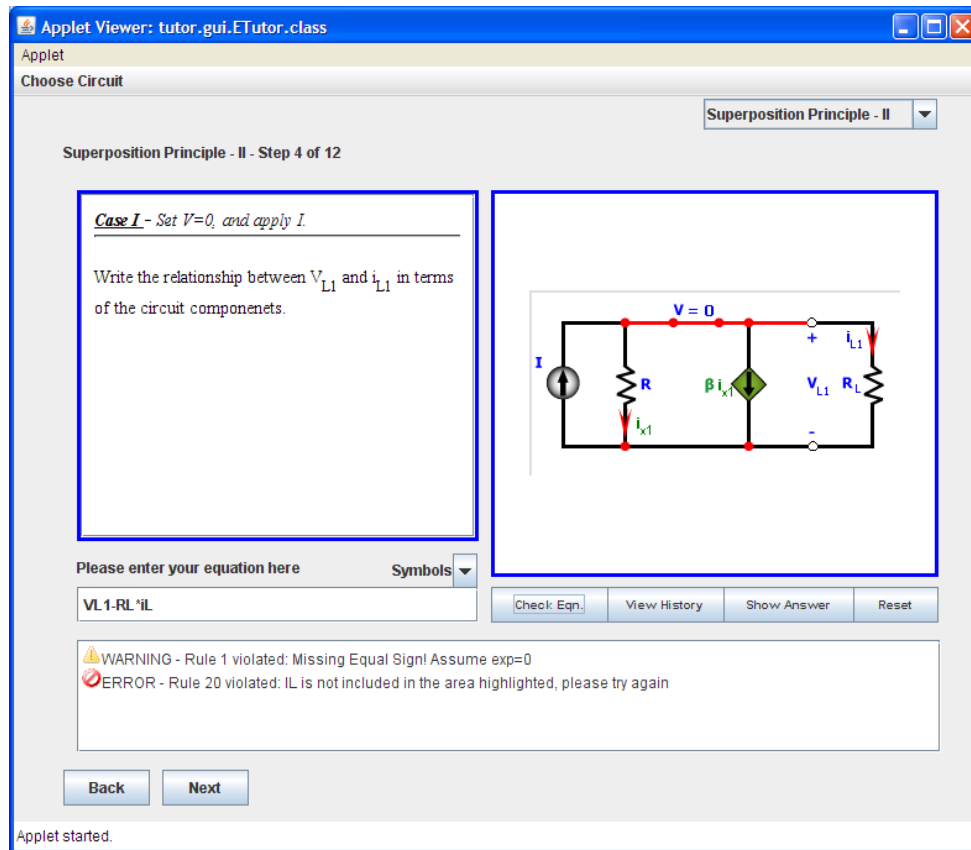 Applet Viewer: tutor.gui.ETutor.class
Applet
Choose Circuit
Superposition Principle - II
Superposition Principle - II - Step 4 of 12
Case I - Set V=0, and apply I.
Write the relationship between VL1 and iL1 in terms
of the circuit componenets.
V = 0
I
R
ix1
β ix1
+
VL1
-
iL1
RL
Please enter your equation here
Symbols
VL1-RL*iL
Check Eqn.
View History
Show Answer
Reset
WARNING - Rule 1 violated: Missing Equal Sign! Assume exp=0
ERROR - Rule 20 violated: IL is not included in the area highlighted, please try again
Back
Next
Applet started.